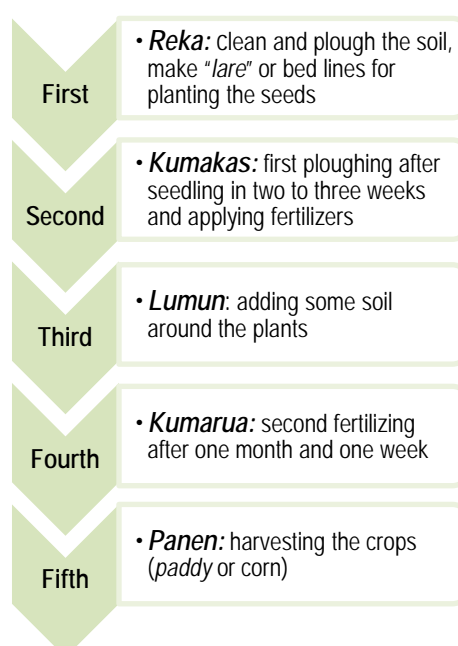 First
• Reka: Clean and plough the soil,
make “lare” or bed lines for
planting the seeds
Second
• Kumakas: first ploughing after
seedling in two to three weeks
and applying fertilizers
Third
• Lumun: adding some soil
around the plants
Fourth
• Kumarua: second fertilizing
after one month and one week
Fifth
• Panen: harvesting the crops
(paddy or corn)